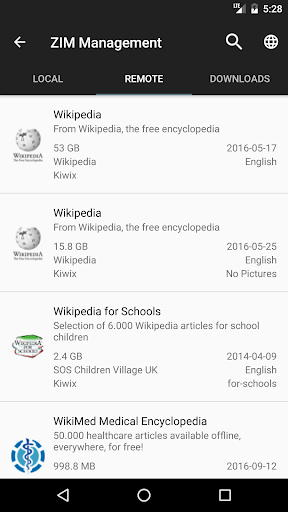 LTE 5:28
ZIM Management
LOCAL REMOTE DOWNLOADS
Wikipedia
From Wikipedia, the free encyclopedia
53 GB 2016-05-17
Wikipedia English
Kiwix
Wikipedia
From Wikipedia, the free encyclopedia
15.8 GB 2016-05-25
Wikipedia English
Kiwix No Pictures
Wikipedia for Schools
Selection of 6.000 Wikipedia articles for school
children
2.4 GB 2014-04-09
SOS Children Village UK English
Kiwix for-schools
WikiMed Medical Encyclopedia
50.000 healthcare articles available offline,
everywhere, for free!
998.8 MB 2016-09-12
WIKIPEDIA
The Free Encyclopedia
WIKIPEDIA
The Free Encyclopedia
WIKIPEDIA
FOR
SCHOOLS